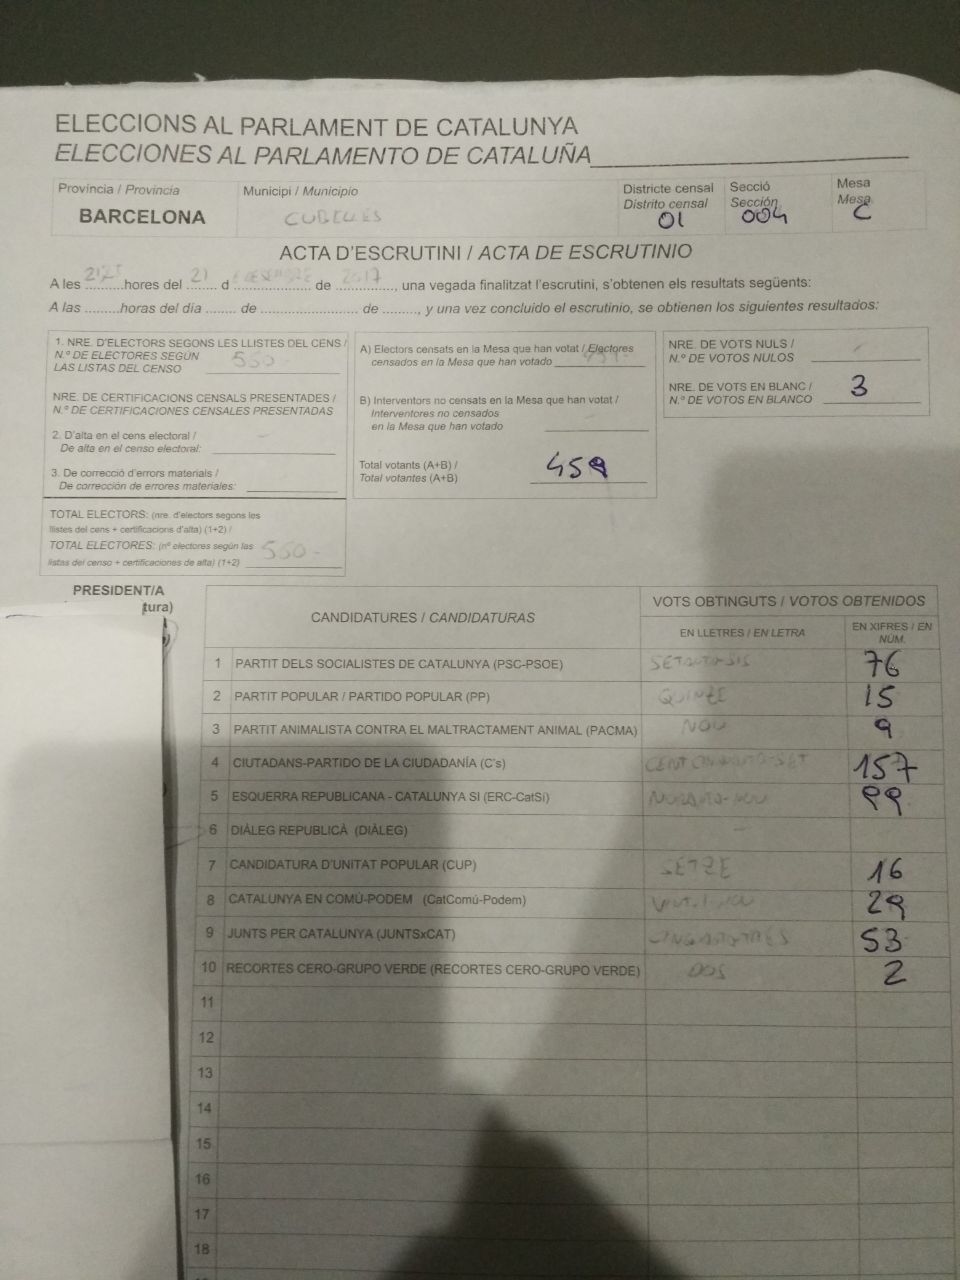 ELECCIONS AL PARLAMENT DE CATALUNYA
ELECCIONES AL PARLAMENTO DE CATALUÑA
Provincia / Provincia
BARCELONA
Municipi / Municipio
CUBELLES
Districte censal
Distrito censal
01
Secció
Sección
004
Mesa
Mesa
C
ACTA D'ESCRUTINI / ACTA DE ESCRUTINIO
A les ........hores del 21 d DESEMBRE de 2017, una vegada finalitzat l'escrutini, s'obtenen els resultats següents:
A las .........horas del día ....... de ...................... de ........, y una vez concluido el escrutinio, se obtienen los siguientes resultados:
1. NRE. D'ELECTORS SEGONS LES LLISTES DEL CENS /
N.º DE ELECTORES SEGÚN
LAS LISTAS DEL CENSO 550
NRE. DE CERTIFICACIONS CENSALS PRESENTADES /
N.º DE CERTIFICACIONES CENSALES PRESENTADAS
2. D'alta en el cens electoral /
De alta en el censo electoral: -
3. De correcció d'errors materials /
De corrección de errores materiales:
TOTAL ELECTORS: (nre. d'electors segons les
llistes del cens + certificacions d'alta) (1+2) /
TOTAL ELECTORES: (nº electores según las
listas del censo + certificaciones de alta) (1+2) 550-
A) Electors censats en la Mesa que han votat / Electores
censados en la Mesa que han votado
B) Interventors no censats en la Mesa que han votat /
Interventores no censados
en la Mesa que han votado
Total votants (A+B) /
Total votantes (A+B) 459
NRE. DE VOTS NULS /
N.º DE VOTOS NULOS -
NRE. DE VOTS EN BLANC /
N.º DE VOTOS EN BLANCO 3
PRESIDENT/A
tura)
CANDIDATURES / CANDIDATURAS
VOTS OBTINGUTS / VOTOS OBTENIDOS
EN LLETRES / EN LETRA
EN XIFRES / EN NÚM.
1 PARTIT DELS SOCIALISTES DE CATALUNYA (PSC-PSOE) SETANTA-SIS 76
2 PARTIT POPULAR / PARTIDO POPULAR (PP) QUINZE 15
3 PARTIT ANIMALISTA CONTRA EL MALTRACTAMENT ANIMAL (PACMA) NOU 9
4 CIUTADANS-PARTIDO DE LA CIUDADANÍA (C's) CENT CINQUANTA-SET 157
5 ESQUERRA REPUBLICANA - CATALUNYA SI (ERC-CatSí) NORANTA-NOU 99
6 DIÀLEG REPUBLICÀ (DIÀLEG) -
7 CANDIDATURA D'UNITAT POPULAR (CUP) SETZE 16
8 CATALUNYA EN COMÚ-PODEM (CatComú-Podem) VINT-I-NOU 29
9 JUNTS PER CATALUNYA (JUNTSxCAT) 53
10 RECORTES CERO-GRUPO VERDE (RECORTES CERO-GRUPO VERDE) DOS 2
11
12
13
14
15
16
17
18